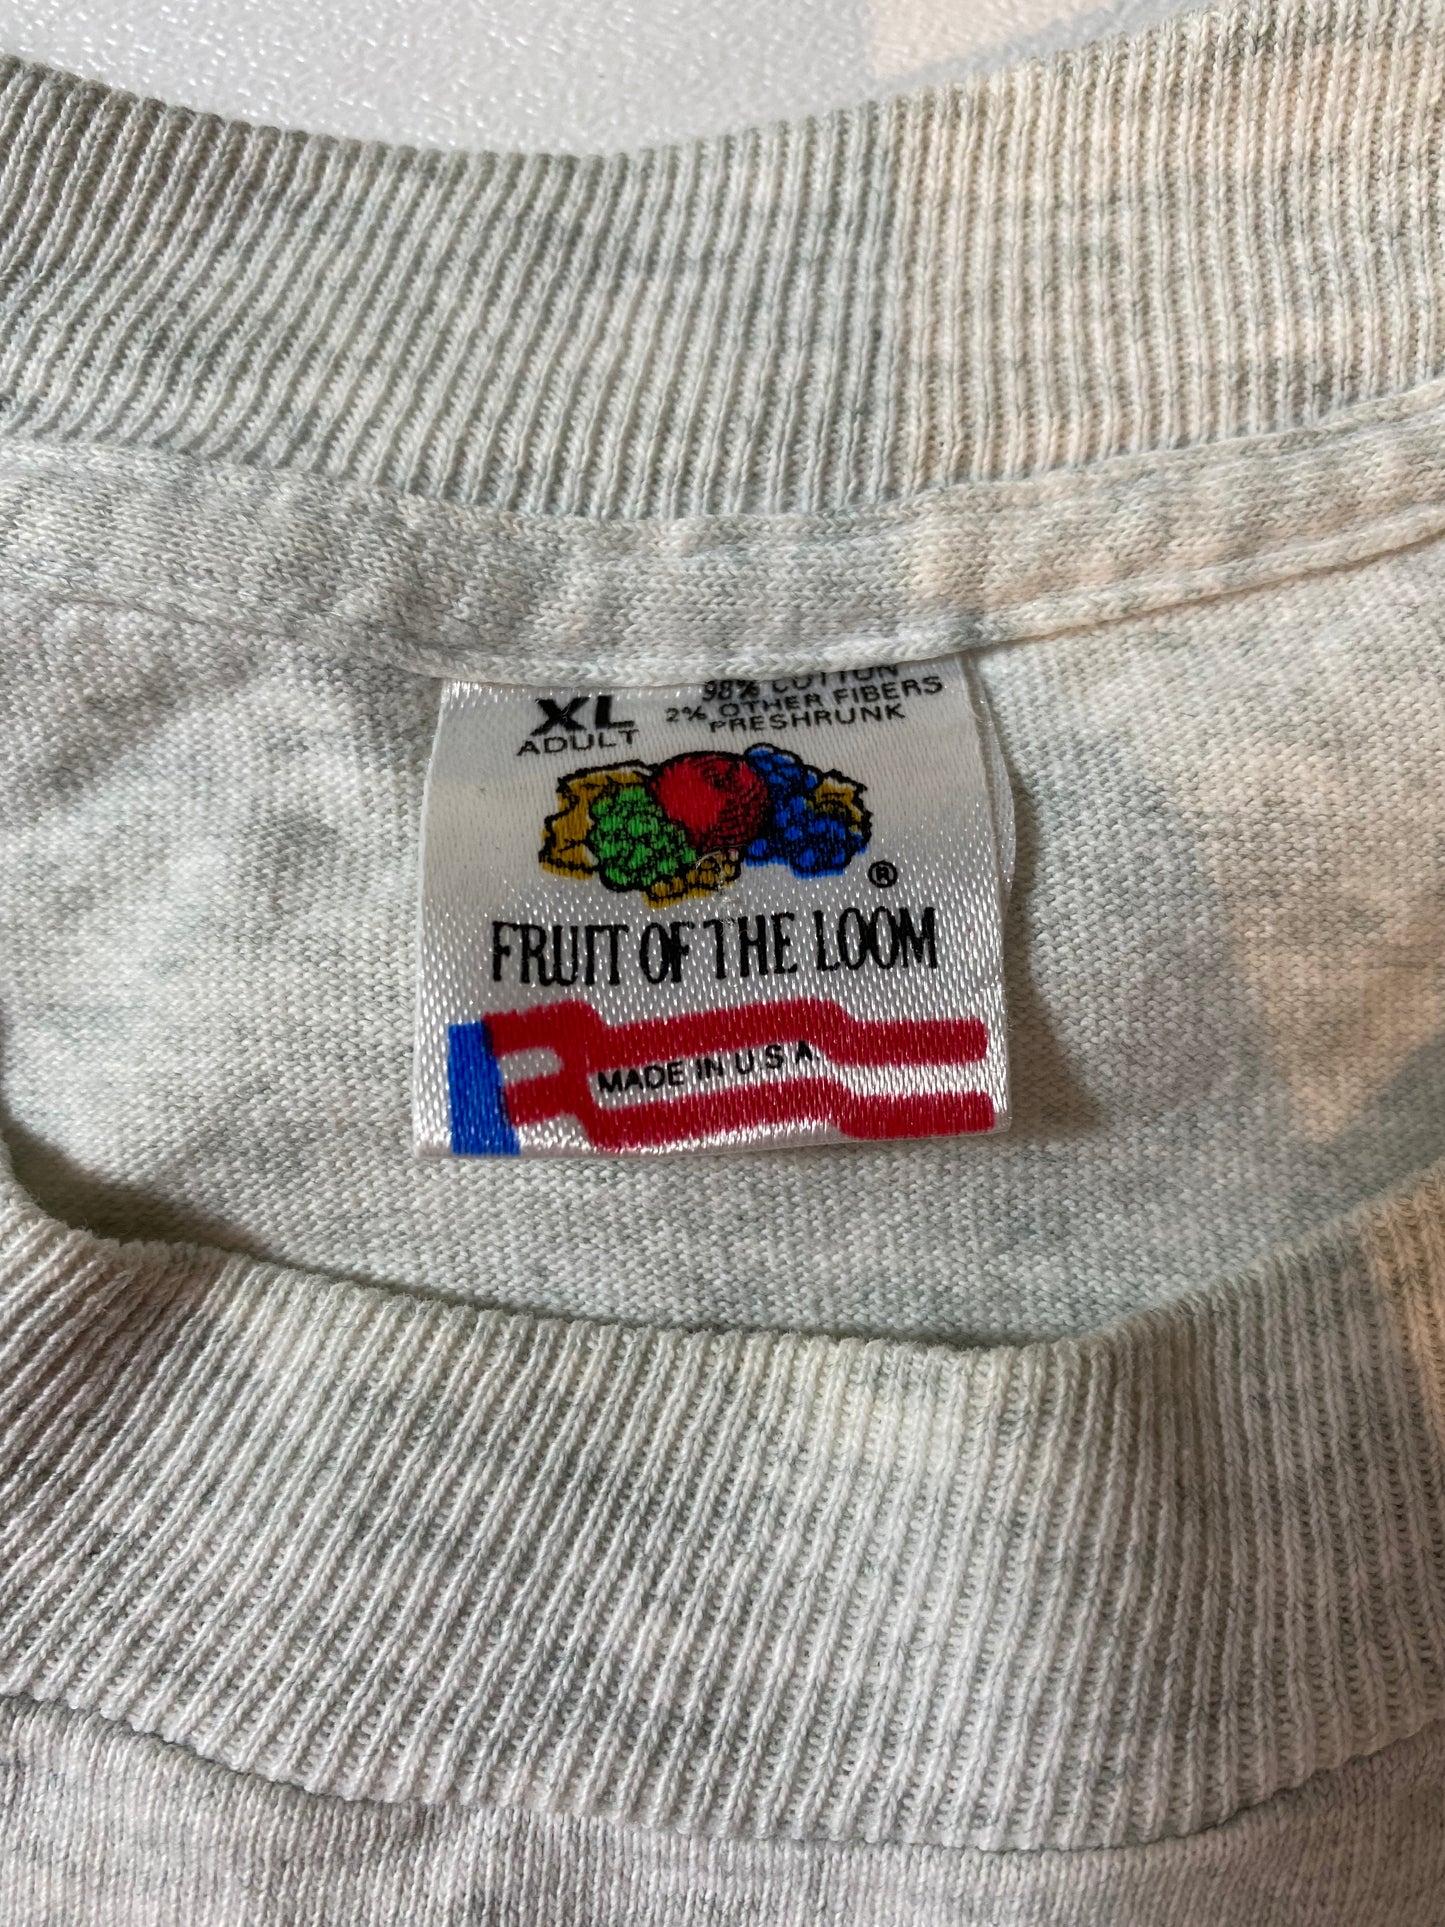 XL
ADULT
98% COTTON
2% OTHER FIBERS
PRESHRUNK
®
FRUIT OF THE LOOM
MADE IN U.S.A.